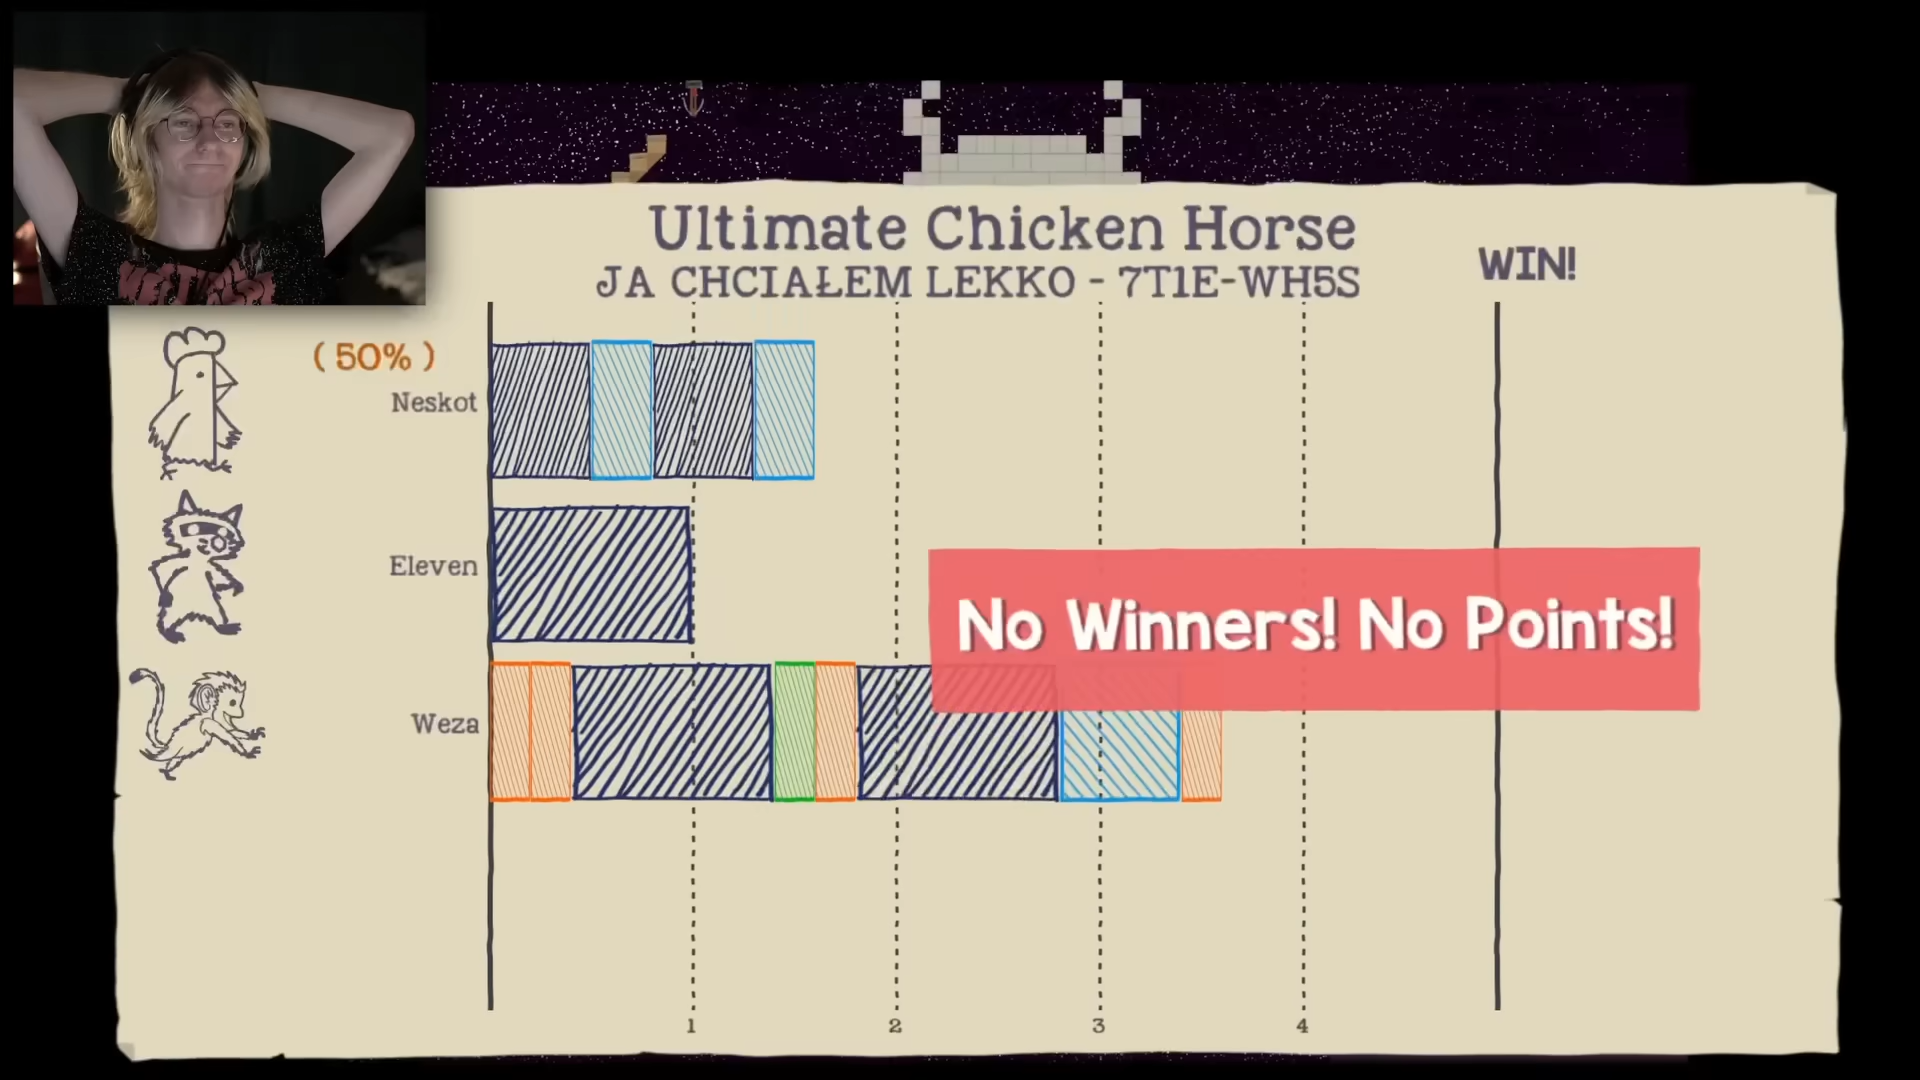 Ultimate Chicken Horse
JA CHCIAŁEM LEKKO - 7T1E-WH5S
WIN!
( 50% )
Neskot
Eleven
No Winners! No Points!
Weza
1 2 3 4